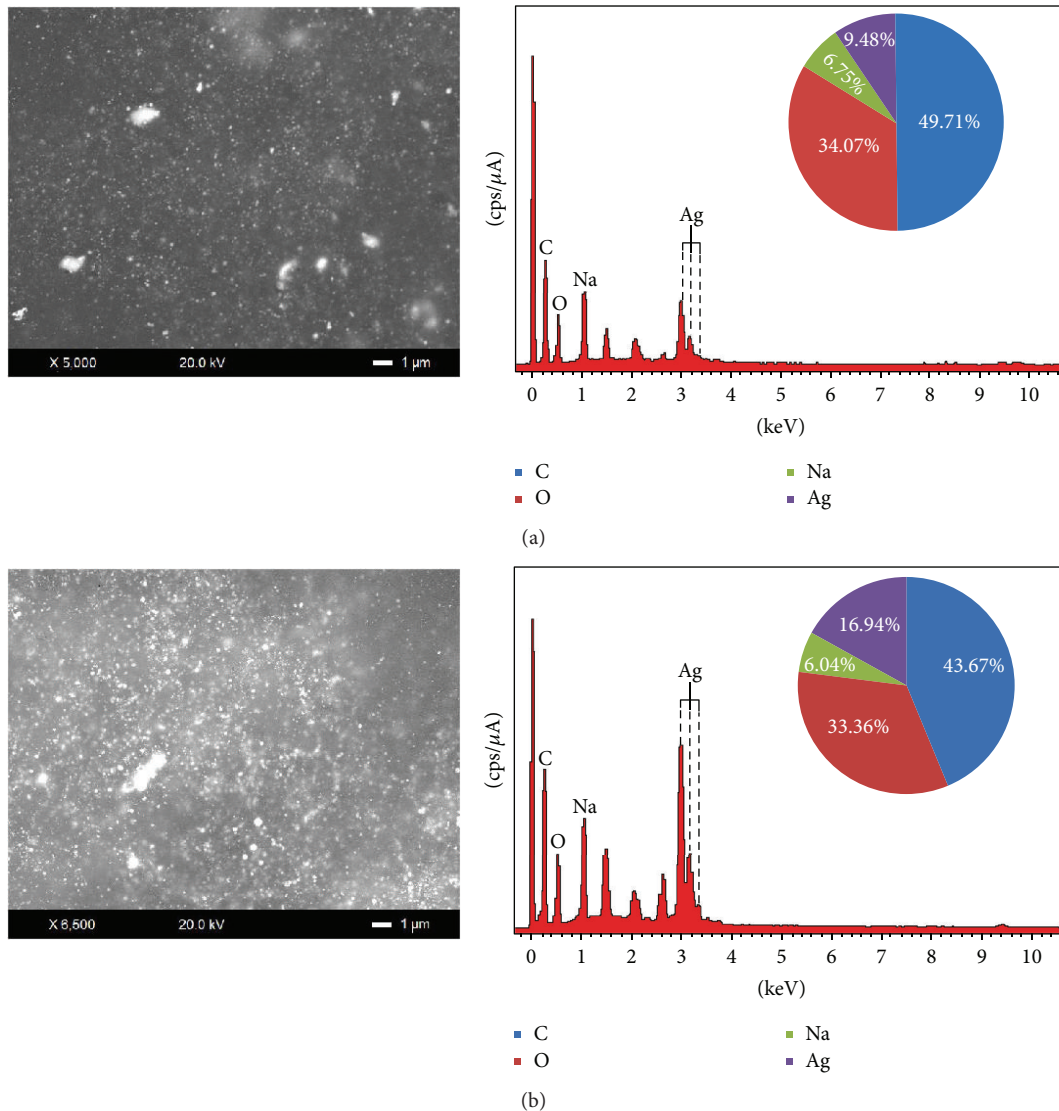 X 5,000 20.0 kV 1 µm
(cps/µA)
C
O
Na
Ag
9.48%
6.75%
49.71%
34.07%
0 1 2 3 4 5 6 7 8 9 10
(keV)
C Na
O Ag
(a)
X 6,500 20.0 kV 1 µm
(cps/µA)
C
O
Na
Ag
16.94%
6.04%
43.67%
33.36%
0 1 2 3 4 5 6 7 8 9 10
(keV)
C Na
O Ag
(b)